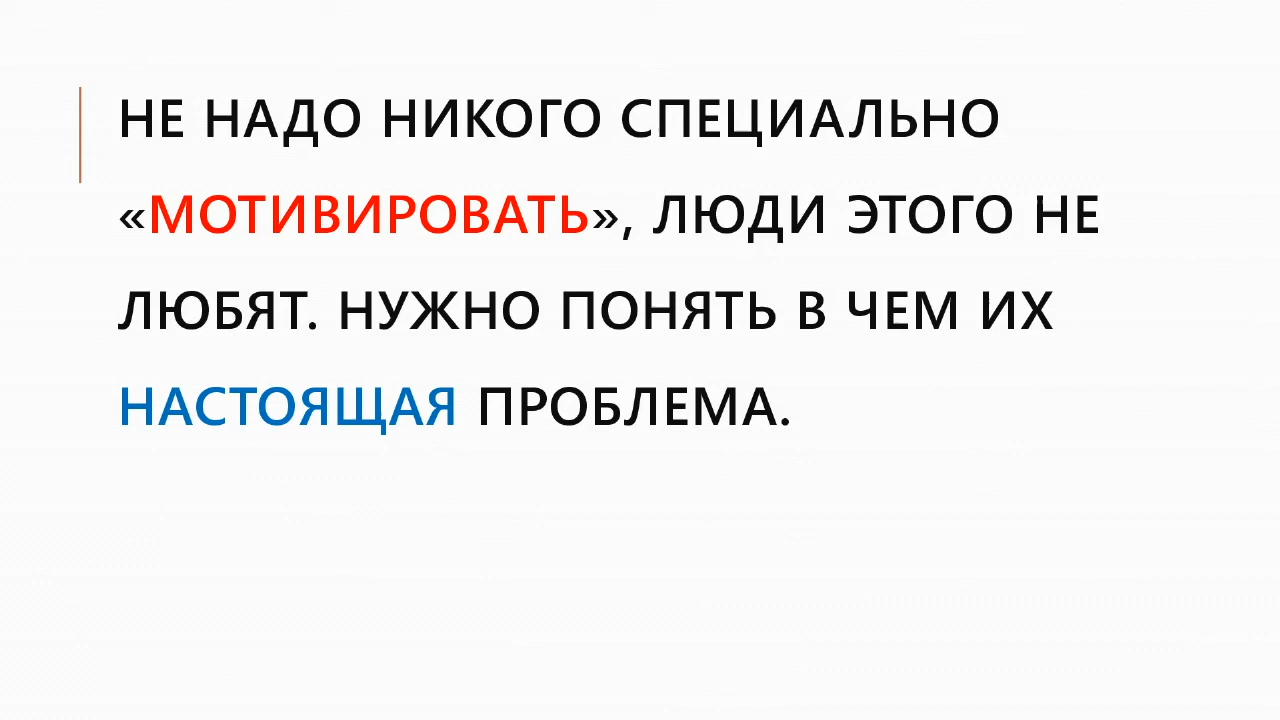 НЕ НАДО НИКОГО СПЕЦИАЛЬНО
«МОТИВИРОВАТЬ», ЛЮДИ ЭТОГО НЕ
ЛЮБЯТ. НУЖНО ПОНЯТЬ В ЧЕМ ИХ
НАСТОЯЩАЯ ПРОБЛЕМА.